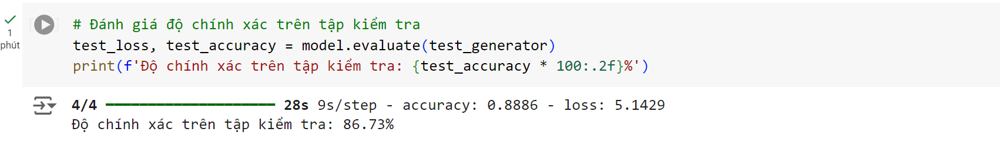 # Đánh giá độ chính xác trên tập kiểm tra
1
phút
test_loss, test_accuracy = model.evaluate(test_generator)
print(f'Độ chính xác trên tập kiểm tra: {test_accuracy * 100:.2f}%')
4/4 ━━━━━━━━━━━━━━━━━━━━ 28s 9s/step - accuracy: 0.8886 - loss: 5.1429
Độ chính xác trên tập kiểm tra: 86.73%